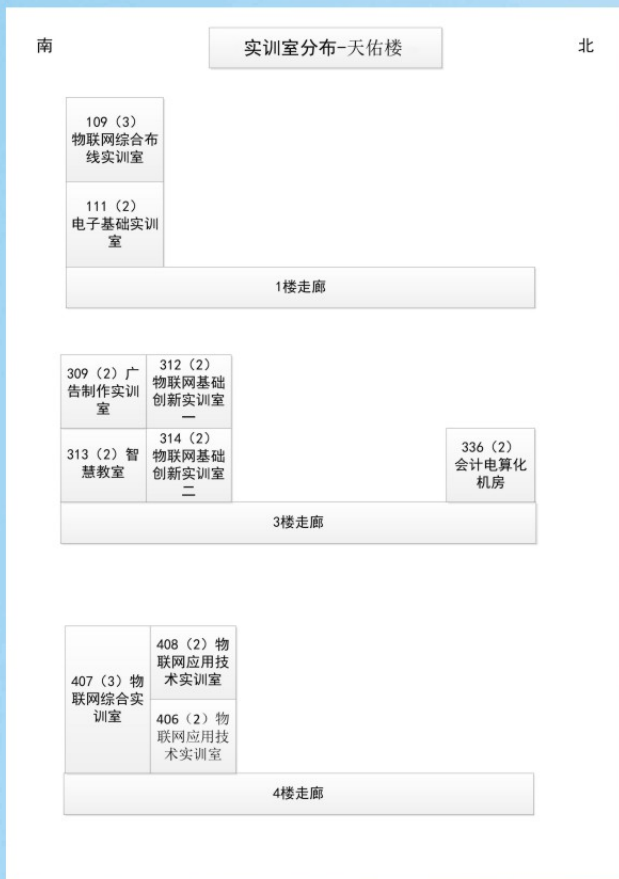 南
实训室分布-天佑楼
北
109（3）
物联网综合布
线实训室
111（2）
电子基础实训
室
1楼走廊
309（2）广
告制作实训
室
312（2）
物联网基础
创新实训室
一
313（2）智
慧教室
314（2）
物联网基础
创新实训室
二
336（2）
会计电算化
机房
3楼走廊
407（3）物
联网综合实
训室
408（2）物
联网应用技
术实训室
406（2）物
联网应用技
术实训室
4楼走廊